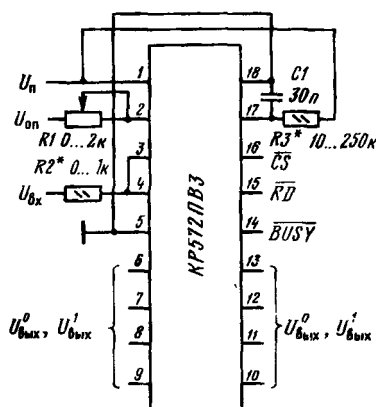 Uп
Uоп
R1 0...2к
R2* 0...1к
Uвх
1
2
3
4
5
6
7
8
9
КР572ПВ3
18
17
16
15
14
13
12
11
10
C1
30п
R3* 10...250к
CS
RD
BUSY
U⁰вых, U¹вых
U⁰вых, U¹вых